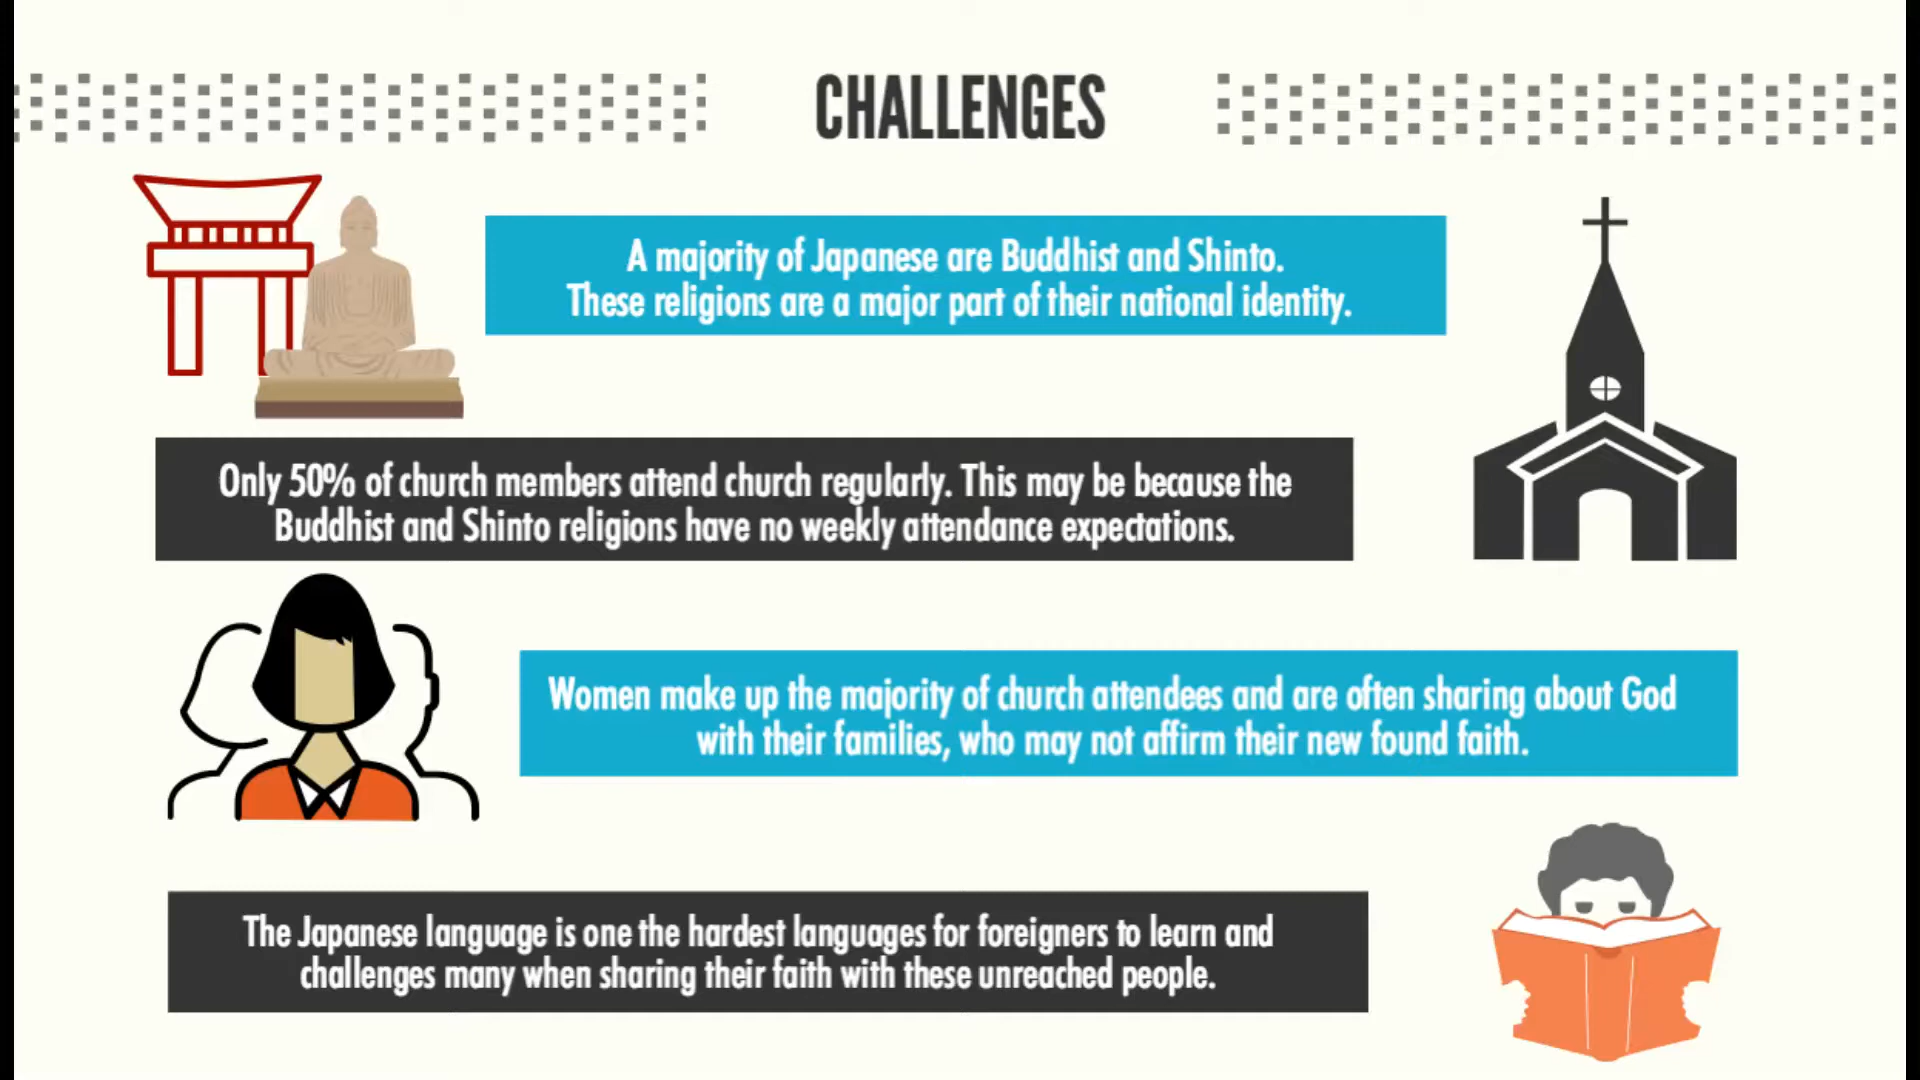 CHALLENGES
A majority of Japanese are Buddhist and Shinto.
These religions are a major part of their national identity.
Only 50% of church members attend church regularly. This may be because the
Buddhist and Shinto religions have no weekly attendance expectations.
Women make up the majority of church attendees and are often sharing about God
with their families, who may not affirm their new found faith.
The Japanese language is one the hardest languages for foreigners to learn and
challenges many when sharing their faith with these unreached people.